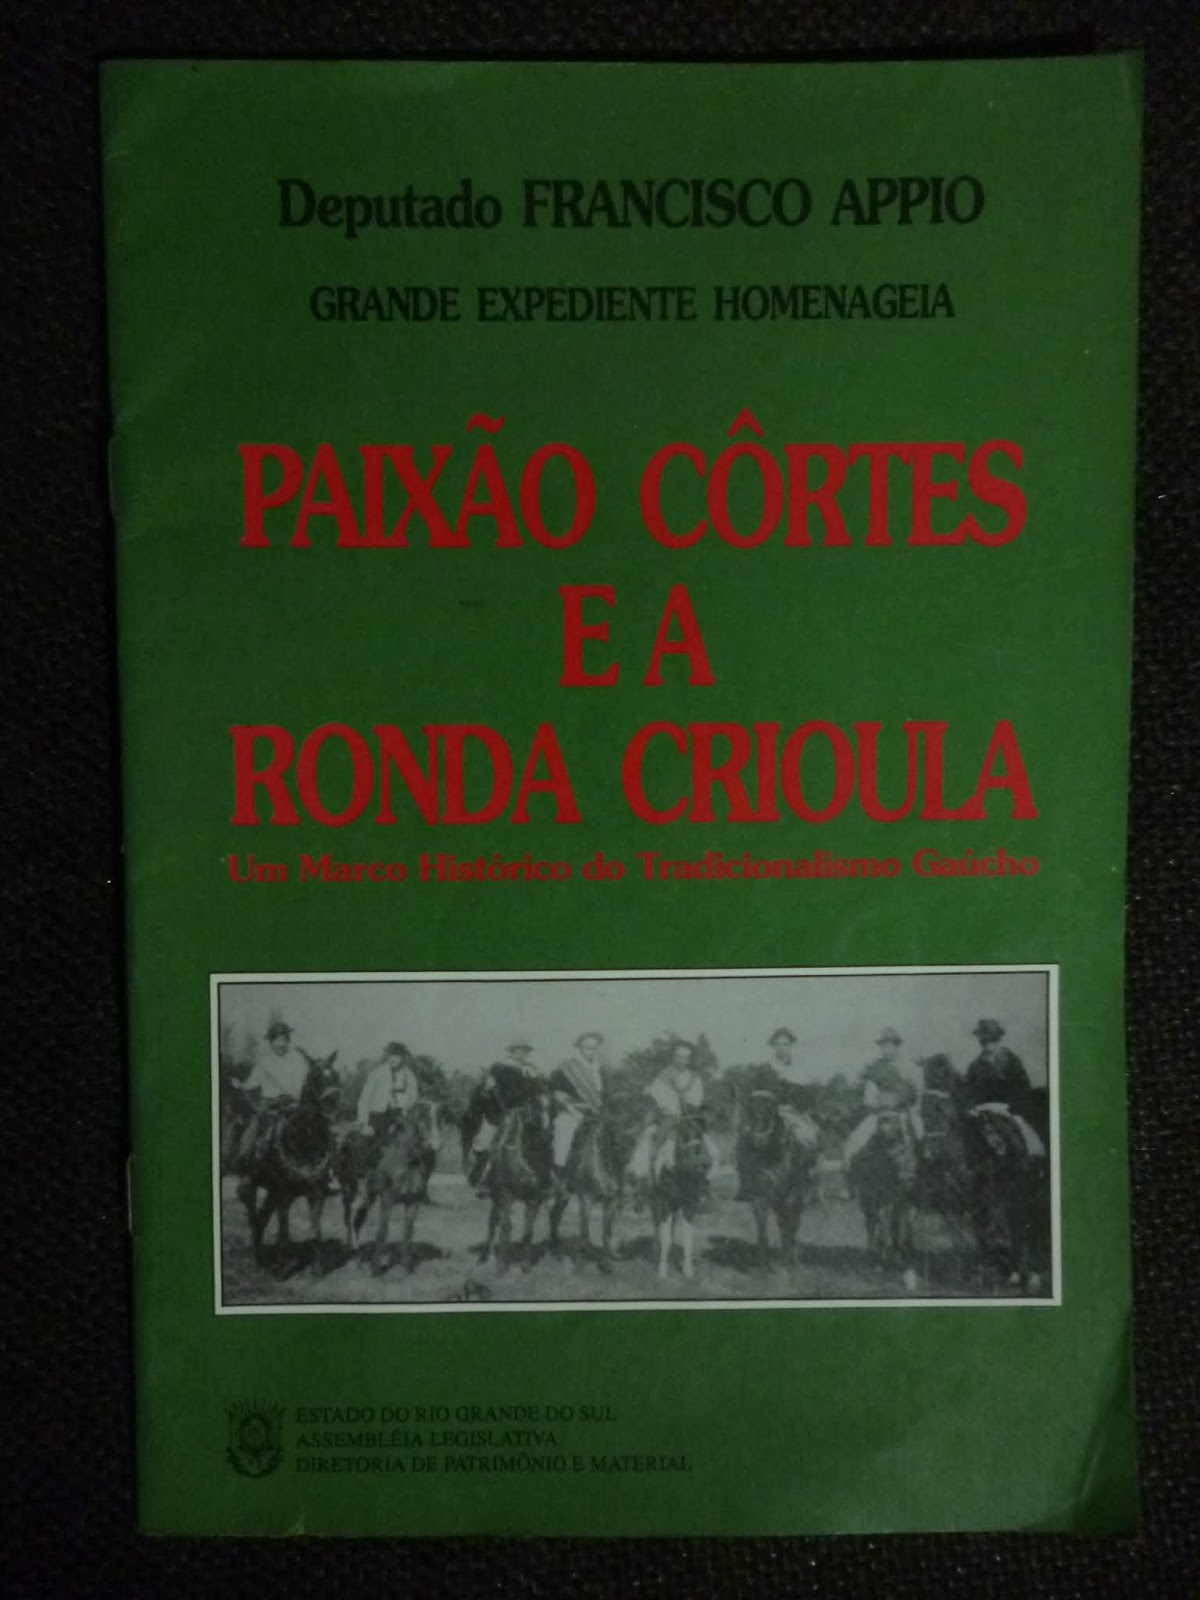 Deputado FRANCISCO APPIO
GRANDE EXPEDIENTE HOMENAGEIA
PAIXÃO CÔRTES
E A
RONDA CRIOULA
Um Marco Histórico do Tradicionalismo Gaúcho
ESTADO DO RIO GRANDE DO SUL
ASSEMBLÉIA LEGISLATIVA
DIRETORIA DE PATRIMÔNIO E MATERIAL